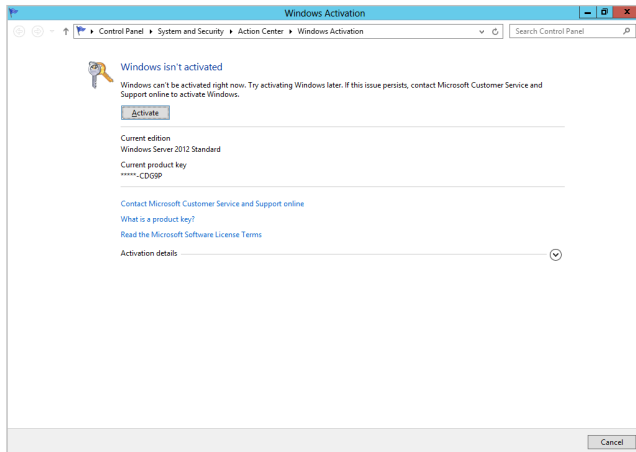 Windows Activation
Control Panel ▸ System and Security ▸ Action Center ▸ Windows Activation
Search Control Panel
Windows isn't activated
Windows can't be activated right now. Try activating Windows later. If this issue persists, contact Microsoft Customer Service and
Support online to activate Windows.
Activate
Current edition
Windows Server 2012 Standard
Current product key
*****-CDG9P
Contact Microsoft Customer Service and Support online
What is a product key?
Read the Microsoft Software License Terms
Activation details
Cancel